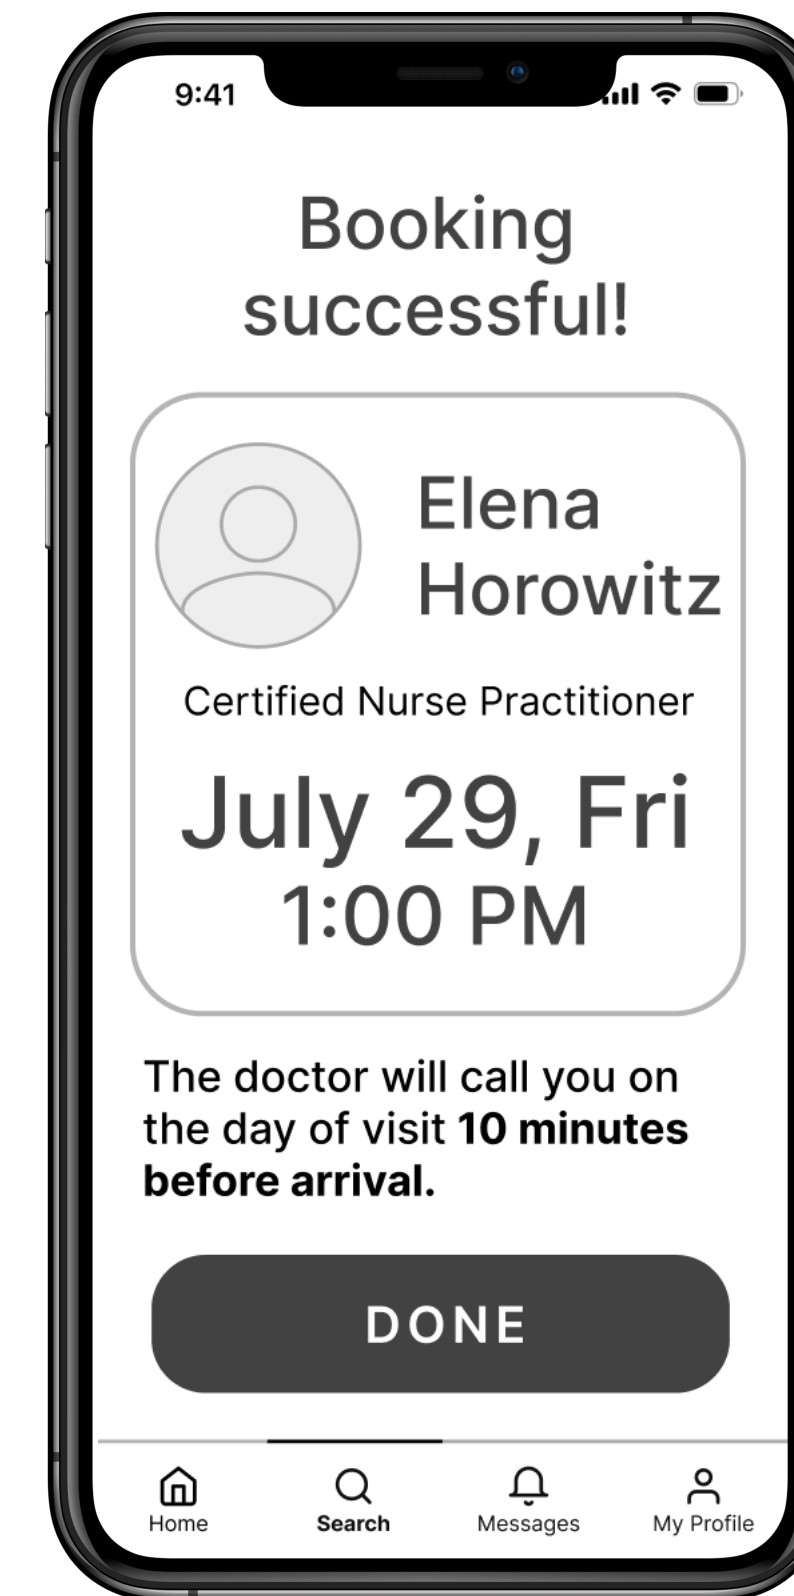 9:41
Booking
successful!
Elena
Horowitz
Certified Nurse Practitioner
July 29, Fri
1:00 PM
The doctor will call you on
the day of visit 10 minutes
before arrival.
DONE
Home Search Messages My Profile